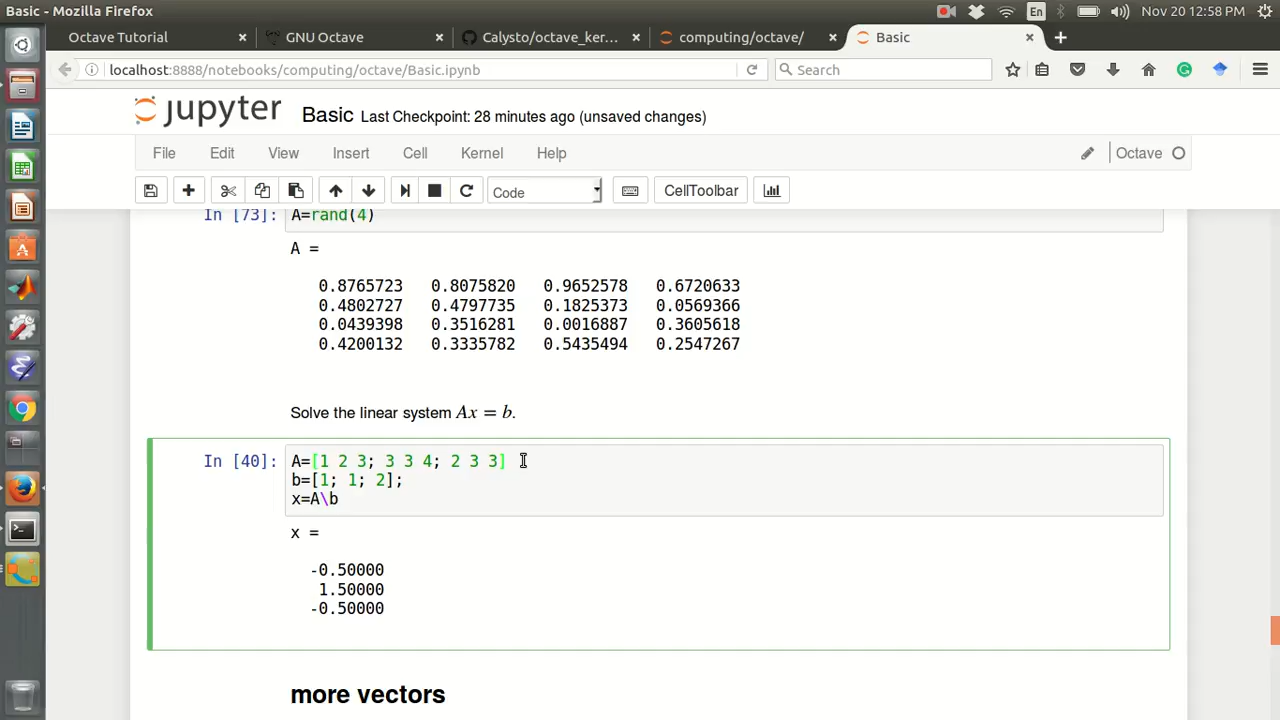 Basic - Mozilla Firefox
En
Nov 20 12:58 PM
Octave Tutorial × GNU Octave × Calysto/octave_ker... × computing/octave/ × Basic ×
localhost:8888/notebooks/computing/octave/Basic.ipynb
Search
jupyter Basic Last Checkpoint: 28 minutes ago (unsaved changes)
File Edit View Insert Cell Kernel Help
Octave
Code CellToolbar
In [73]: A=rand(4)
A =
0.8765723 0.8075820 0.9652578 0.6720633
0.4802727 0.4797735 0.1825373 0.0569366
0.0439398 0.3516281 0.0016887 0.3605618
0.4200132 0.3335782 0.5435494 0.2547267
Solve the linear system Ax = b.
In [40]: A=[1 2 3; 3 3 4; 2 3 3]
b=[1; 1; 2];
x=A\b
x =
-0.50000
1.50000
-0.50000
more vectors